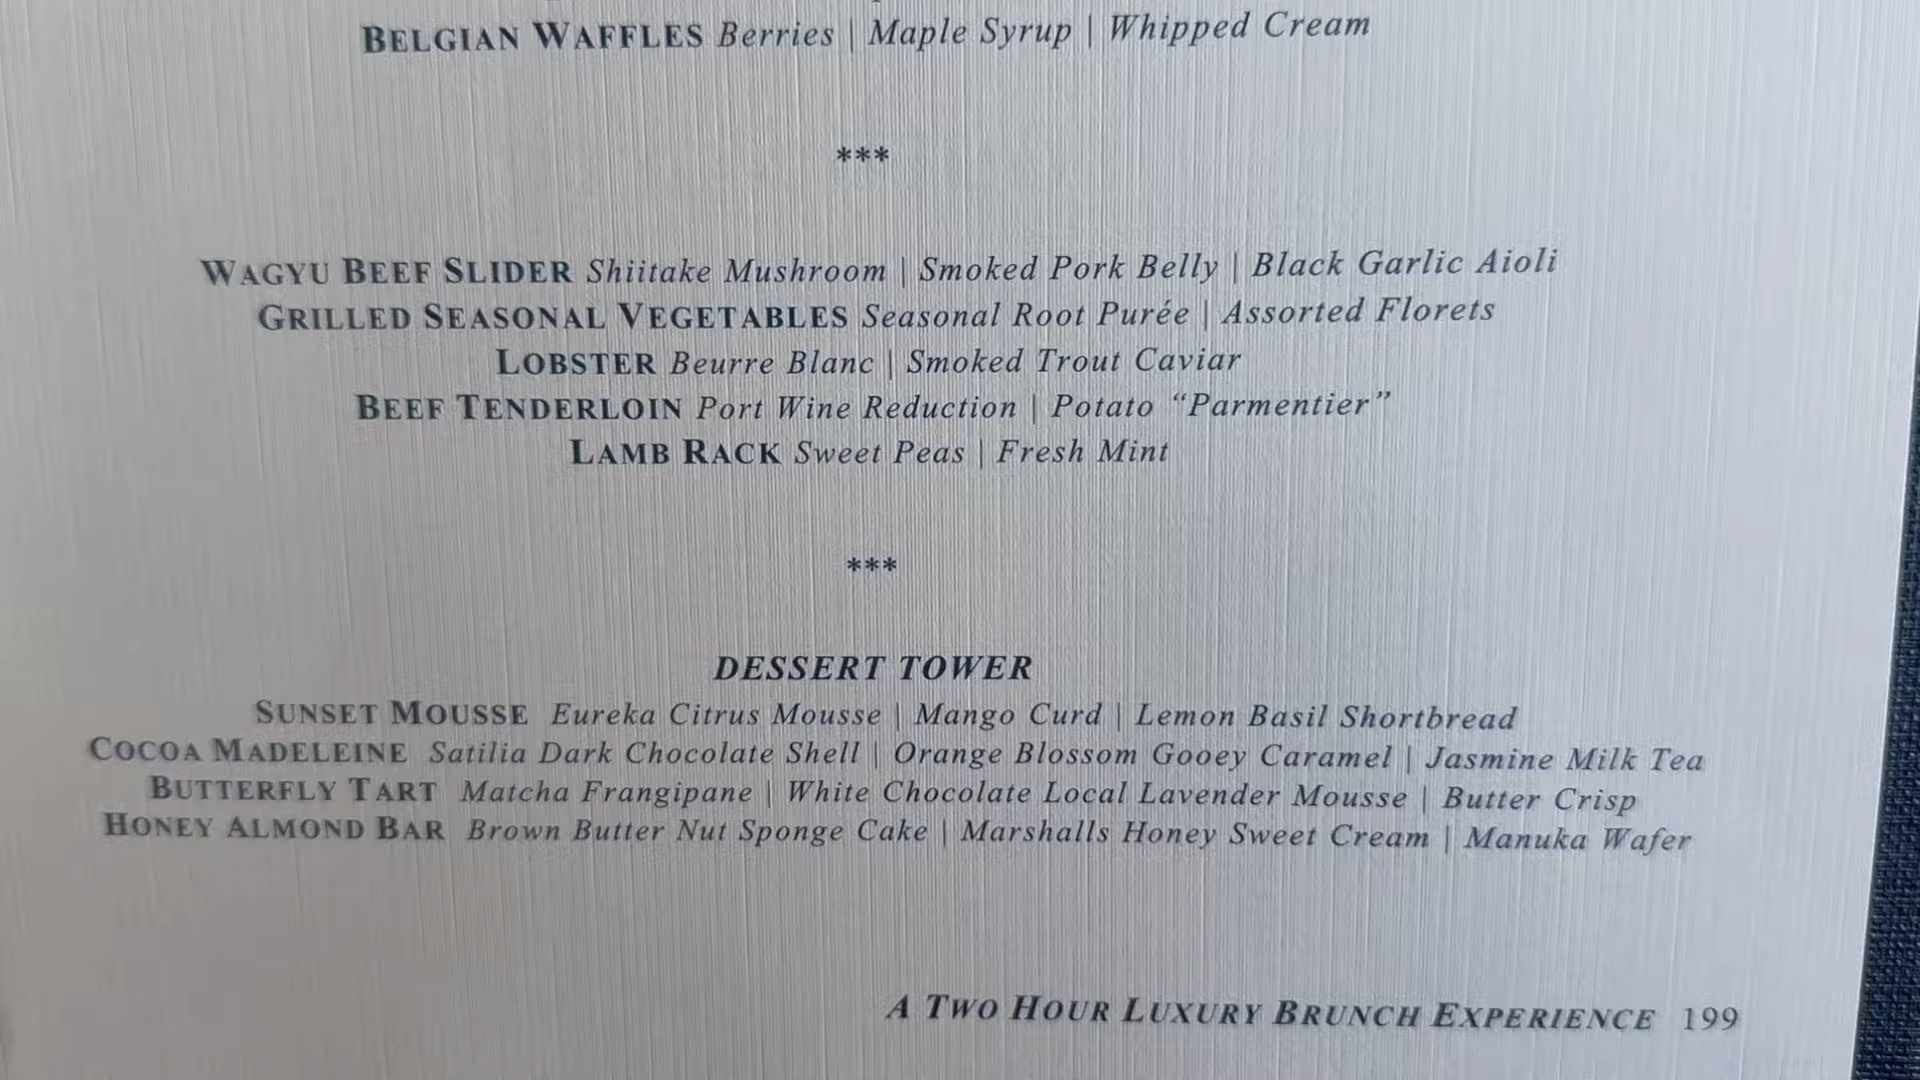 BELGIAN WAFFLES Berries | Maple Syrup | Whipped Cream
***
WAGYU BEEF SLIDER Shiitake Mushroom | Smoked Pork Belly | Black Garlic Aioli
GRILLED SEASONAL VEGETABLES Seasonal Root Purée | Assorted Florets
LOBSTER Beurre Blanc | Smoked Trout Caviar
BEEF TENDERLOIN Port Wine Reduction | Potato “Parmentier”
LAMB RACK Sweet Peas | Fresh Mint
***
DESSERT TOWER
SUNSET MOUSSE Eureka Citrus Mousse | Mango Curd | Lemon Basil Shortbread
COCOA MADELEINE Satilia Dark Chocolate Shell | Orange Blossom Gooey Caramel | Jasmine Milk Tea
BUTTERFLY TART Matcha Frangipane | White Chocolate Local Lavender Mousse | Butter Crisp
HONEY ALMOND BAR Brown Butter Nut Sponge Cake | Marshalls Honey Sweet Cream | Manuka Wafer
A TWO HOUR LUXURY BRUNCH EXPERIENCE 199